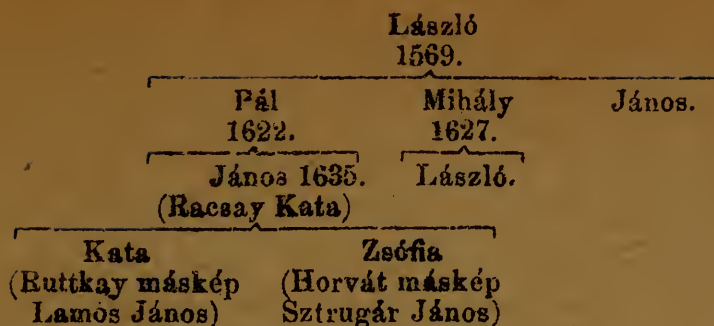 László
1569.
Pál Mihály János.
1622. 1627.
János 1635. László.
(Racsay Kata)
Kata Zsófia
(Ruttkay máskép (Horvát máskép
Lamos János) Sztrugár János)